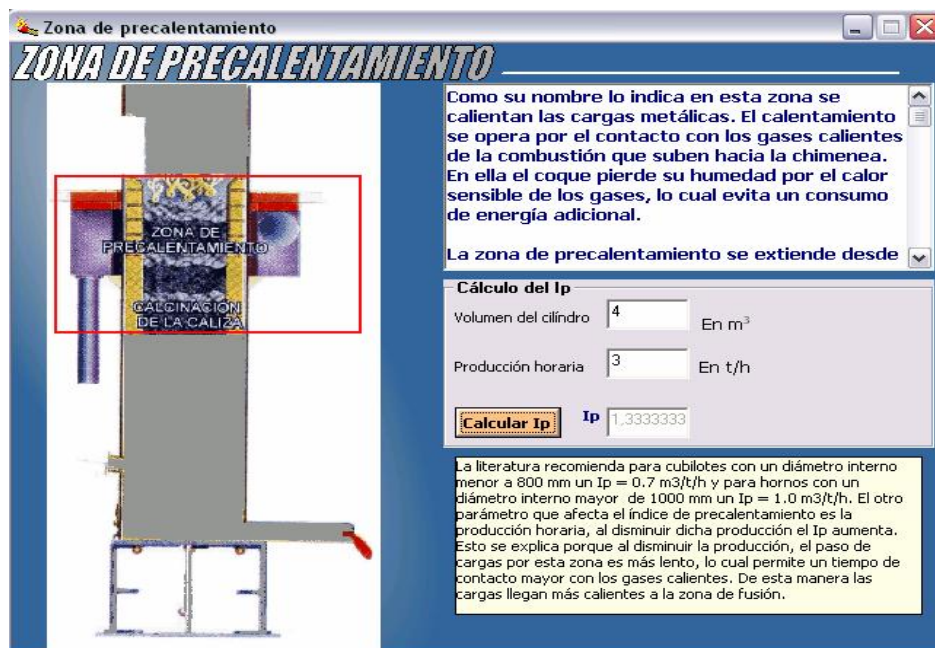 Zona de precalentamiento
ZONA DE PRECALENTAMIENTO
Como su nombre lo indica en esta zona se
calientan las cargas metálicas. El calentamiento
se opera por el contacto con los gases calientes
de la combustión que suben hacia la chimenea.
En ella el coque pierde su humedad por el calor
sensible de los gases, lo cual evita un consumo
de energía adicional.
La zona de precalentamiento se extiende desde
ZONA DE
PRECALENTAMIENTO
CALCINACIÓN
DE LA CALIZA
Cálculo del Ip
Volumen del cilíndro 4 En m³
Producción horaria 3 En t/h
Calcular Ip Ip 1,3333333
La literatura recomienda para cubilotes con un diámetro interno
menor a 800 mm un Ip = 0.7 m3/t/h y para hornos con un
diámetro interno mayor de 1000 mm un Ip = 1.0 m3/t/h. El otro
parámetro que afecta el índice de precalentamiento es la
producción horaria, al disminuir dicha producción el Ip aumenta.
Esto se explica porque al disminuir la producción, el paso de
cargas por esta zona es más lento, lo cual permite un tiempo de
contacto mayor con los gases calientes. De esta manera las
cargas llegan más calientes a la zona de fusión.